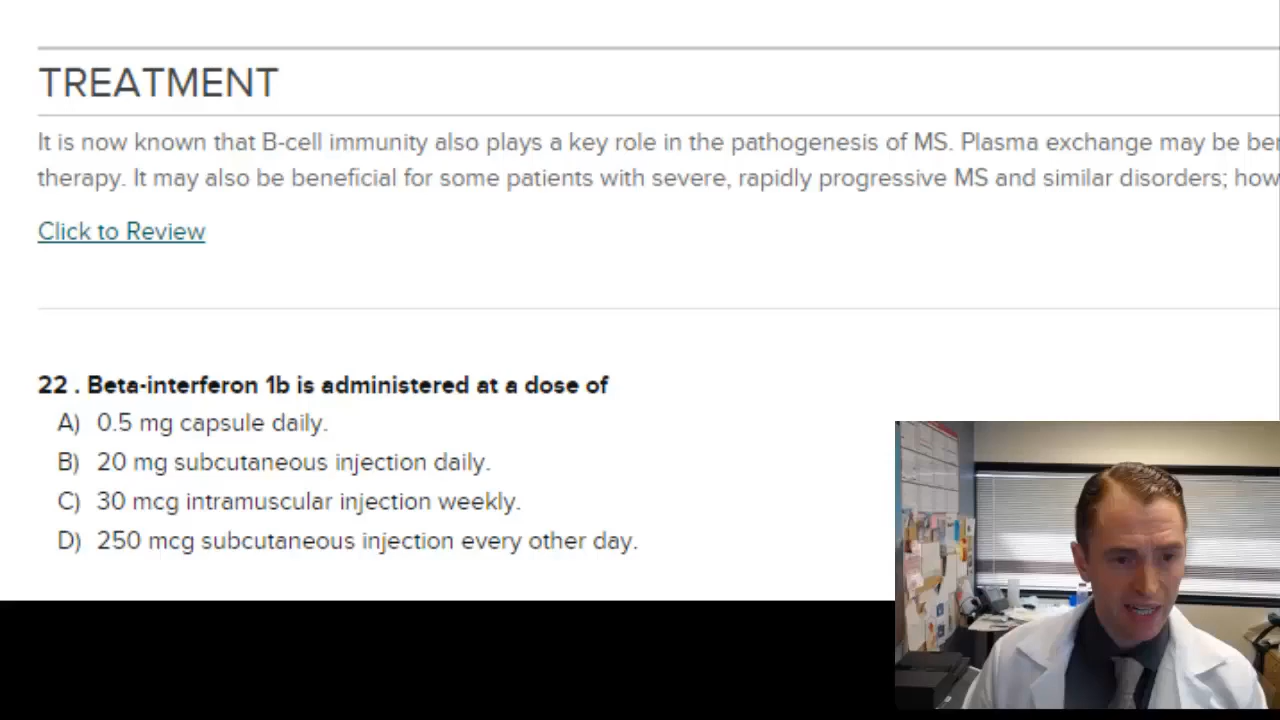 TREATMENT
It is now known that B-cell immunity also plays a key role in the pathogenesis of MS. Plasma exchange may be
therapy. It may also be beneficial for some patients with severe, rapidly progressive MS and similar disorders;
Click to Review
22 . Beta-interferon 1b is administered at a dose of
A) 0.5 mg capsule daily.
B) 20 mg subcutaneous injection daily.
C) 30 mcg intramuscular injection weekly.
D) 250 mcg subcutaneous injection every other day.